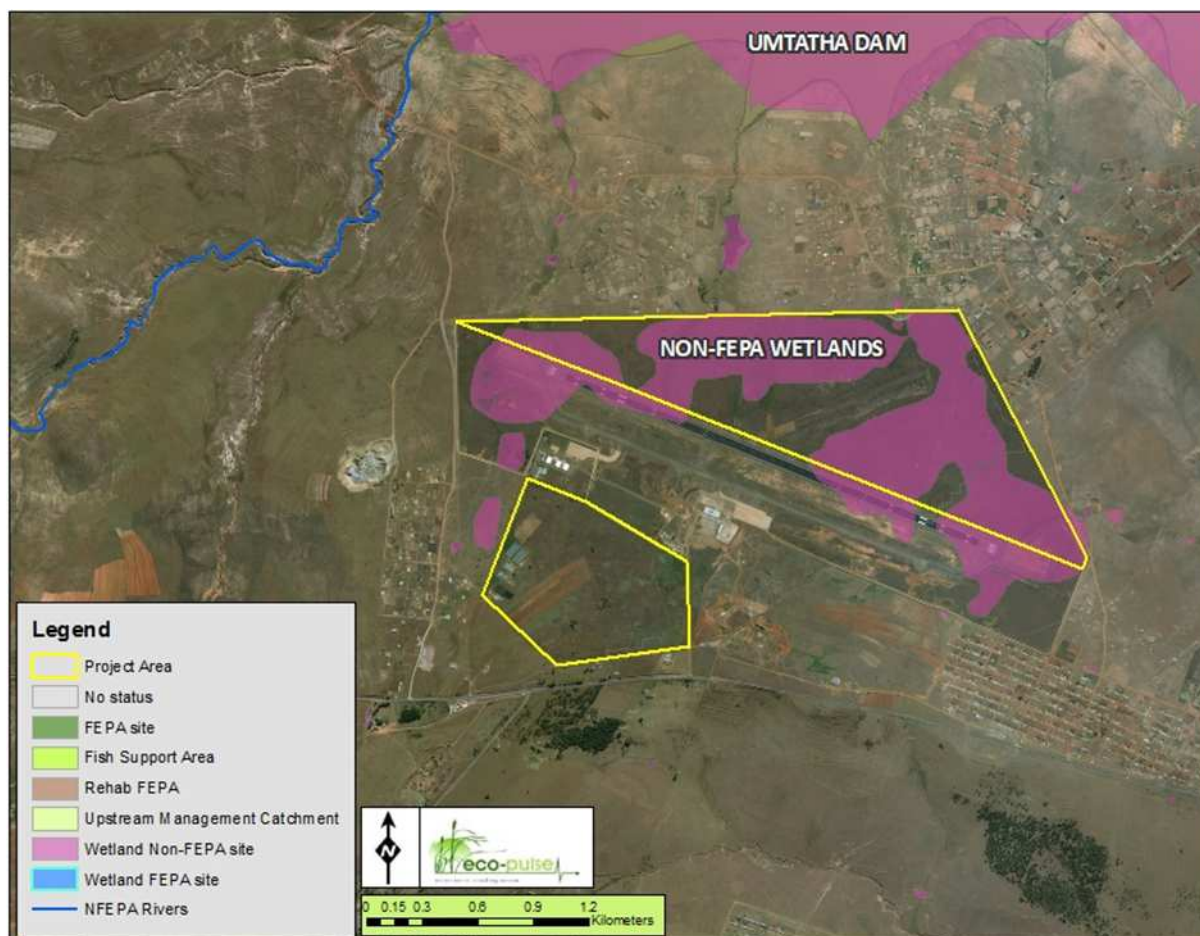 UMTATHA DAM
NON-FEPA WETLANDS
Legend
Project Area
No status
FEPA site
Fish Support Area
Rehab FEPA
Upstream Management Catchment
Wetland Non-FEPA site
Wetland FEPA site
NFEPA Rivers
N
eco-pulse
0 0.15 0.3 0.6 0.9 1.2
Kilometers